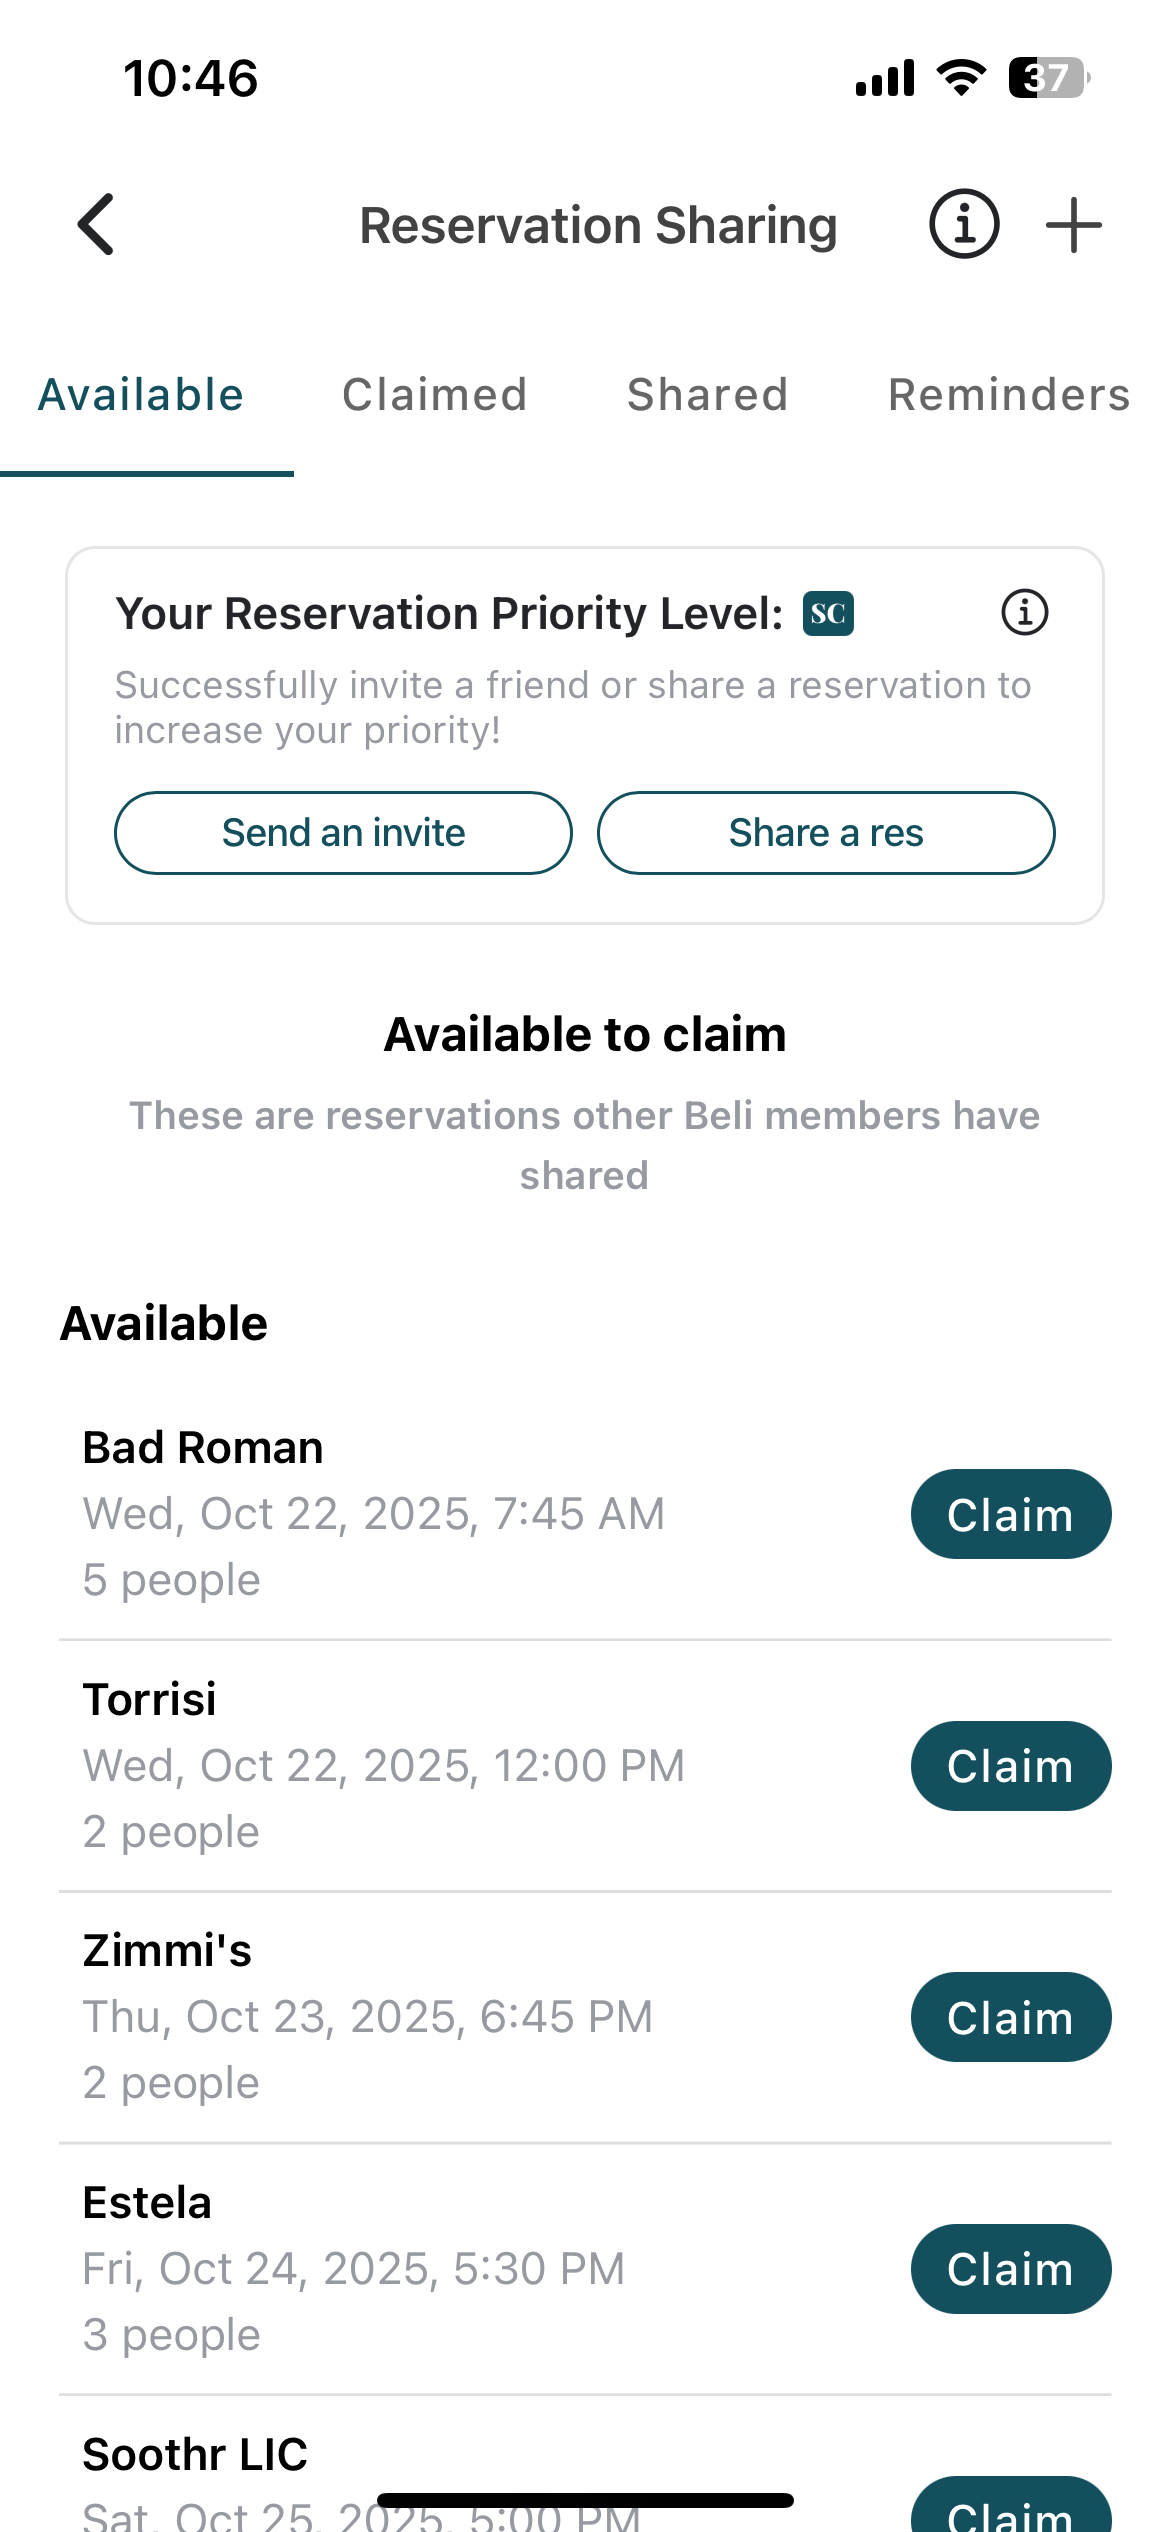 10:46
37
Reservation Sharing
Available
Claimed
Shared
Reminders
Your Reservation Priority Level: SC
Successfully invite a friend or share a reservation to
increase your priority!
Send an invite
Share a res
Available to claim
These are reservations other Beli members have
shared
Available
Bad Roman
Wed, Oct 22, 2025, 7:45 AM
5 people
Claim
Torrisi
Wed, Oct 22, 2025, 12:00 PM
2 people
Claim
Zimmi's
Thu, Oct 23, 2025, 6:45 PM
2 people
Claim
Estela
Fri, Oct 24, 2025, 5:30 PM
3 people
Claim
Soothr LIC
Sat, Oct 25, 2025, 5:00 PM
Claim